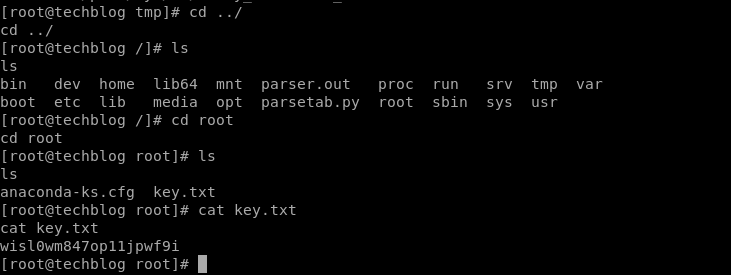 [root@techblog tmp]# cd ../
cd ../
[root@techblog /]# ls
ls
bin   dev  home  lib64  mnt  parser.out   proc  run   srv  tmp  var
boot  etc  lib   media  opt  parsetab.py  root  sbin  sys  usr
[root@techblog /]# cd root
cd root
[root@techblog root]# ls
ls
anaconda-ks.cfg  key.txt
[root@techblog root]# cat key.txt
cat key.txt
wisl0wm847op11jpwf9i
[root@techblog root]#